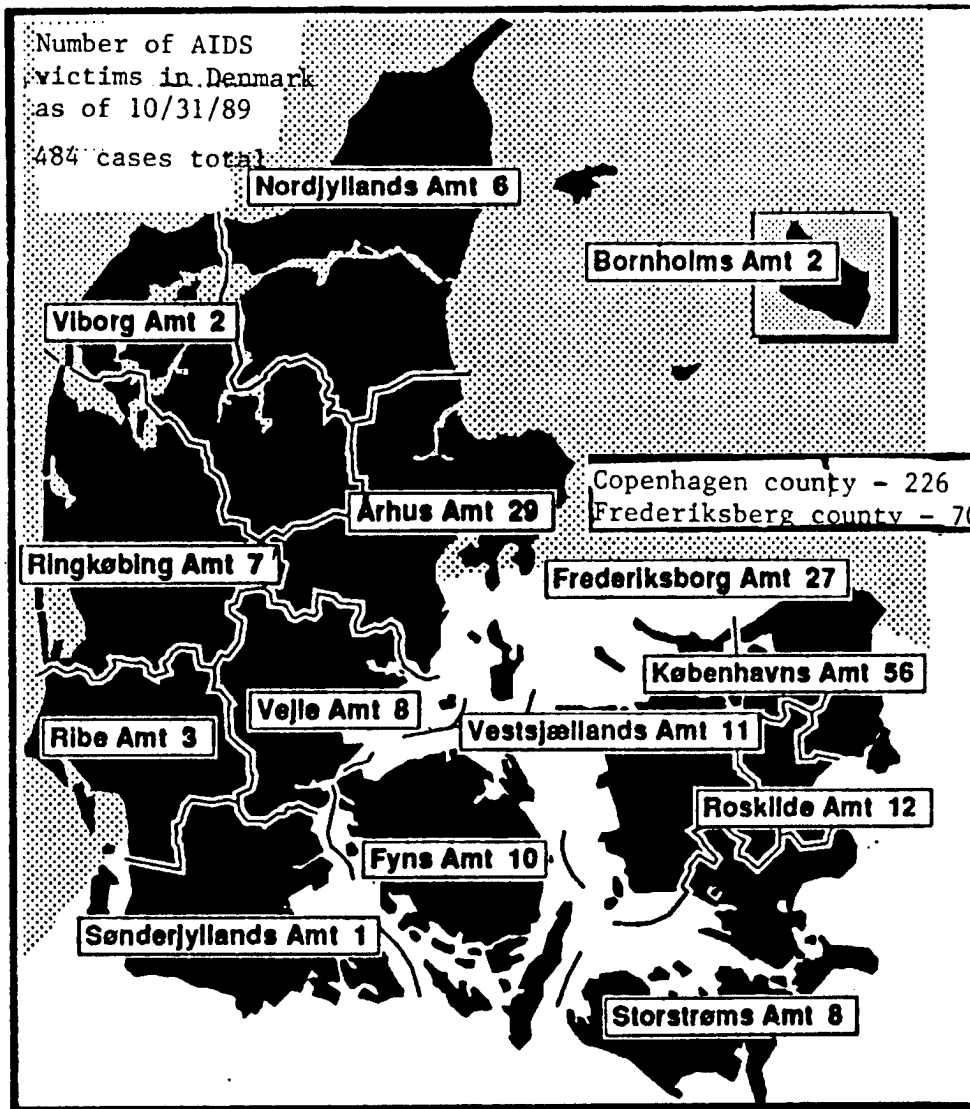 Number of AIDS
victims in Denmark
as of 10/31/89
484 cases total
Nordjyllands Amt 6
Bornholms Amt 2
Viborg Amt 2
Copenhagen county - 226
Frederiksberg county -
Århus Amt 29
Ringkøbing Amt 7
Frederiksborg Amt 27
Københavns Amt 56
Vejle Amt 8
Vestsjællands Amt 11
Ribe Amt 3
Roskilde Amt 12
Fyns Amt 10
Sønderjyllands Amt 1
Storstrøms Amt 8